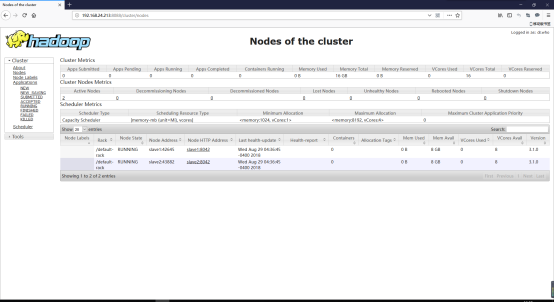 Nodes of the cluster
192.168.24.213:8088/cluster/nodes
Logged in as: dr.who
hadoop
Nodes of the cluster
Cluster
About
Nodes
Node Labels
Applications
NEW
NEW_SAVING
SUBMITTED
ACCEPTED
RUNNING
FINISHED
FAILED
KILLED
Scheduler
Tools
Cluster Metrics
Apps Submitted Apps Pending Apps Running Apps Completed Containers Running Memory Used Memory Total Memory Reserved VCores Used VCores Total VCores Reserved
0 0 0 0 0 0 B 16 GB 0 B 0 16 0
Cluster Nodes Metrics
Active Nodes Decommissioning Nodes Decommissioned Nodes Lost Nodes Unhealthy Nodes Rebooted Nodes Shutdown Nodes
2 0 0 0 0 0 0
Scheduler Metrics
Scheduler Type Scheduling Resource Type Minimum Allocation Maximum Allocation Maximum Cluster Application Priority
Capacity Scheduler [memory-mb (unit=Mi), vcores] <memory:1024, vCores:1> <memory:8192, vCores:4> 0
Show 20 entries Search:
Node Labels Rack Node State Node Address Node HTTP Address Last health-update Health-report Containers Allocation Tags Mem Used Mem Avail VCores Used VCores Avail Version
/default-rack RUNNING slave1:42645 slave1:8042 Wed Aug 29 04:36:45 -0400 2018 0 0 B 8 GB 0 8 3.1.0
/default-rack RUNNING slave2:43882 slave2:8042 Wed Aug 29 04:36:45 -0400 2018 0 0 B 8 GB 0 8 3.1.0
Showing 1 to 2 of 2 entries First Previous 1 Next Last